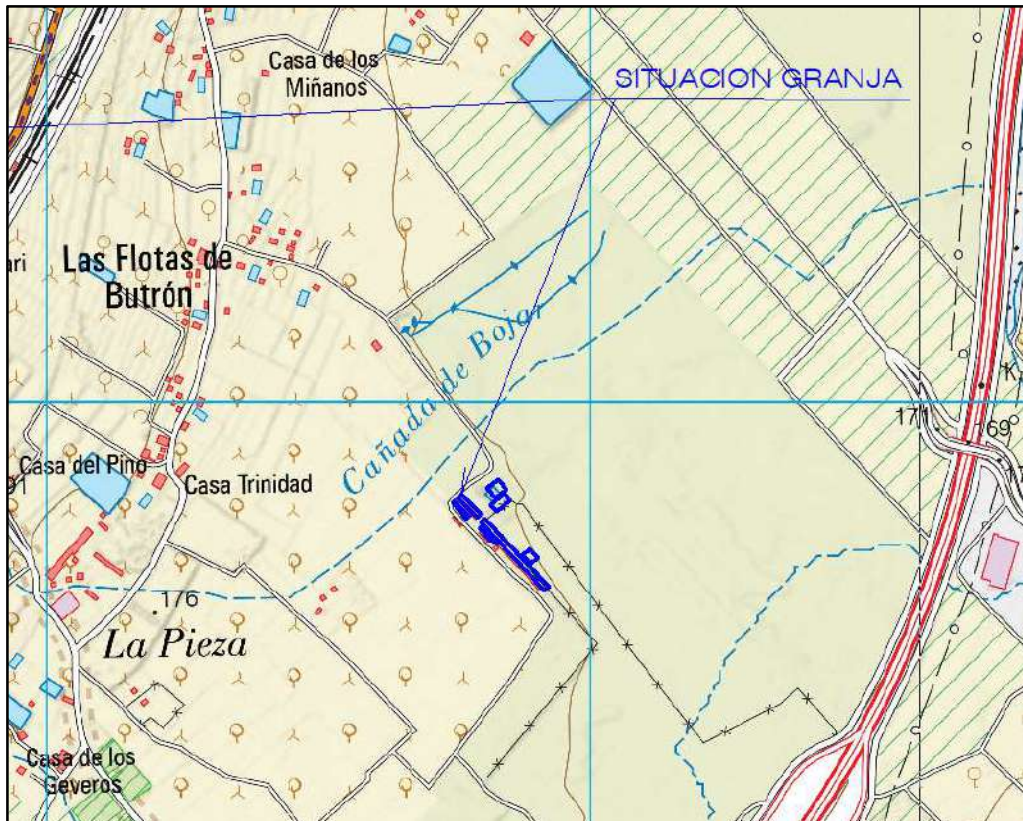 Casa de los
Miñanos
SITUACION GRANJA
Las Flotas de
Butrón
Cañada de Bojar
171
69
Casa del Pino
Casa Trinidad
176
La Pieza
Casa de los
Geveros